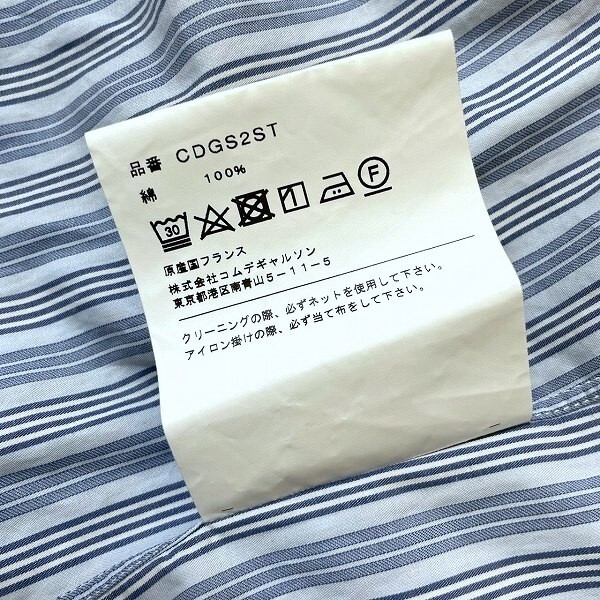 品番 CDGS2ST
綿 100%
30 F
原産国フランス
株式会社コムデギャルソン
東京都港区南青山5-11-5
クリーニングの際、必ずネットを使用して下さい。
アイロン掛けの際、必ず当て布をして下さい。